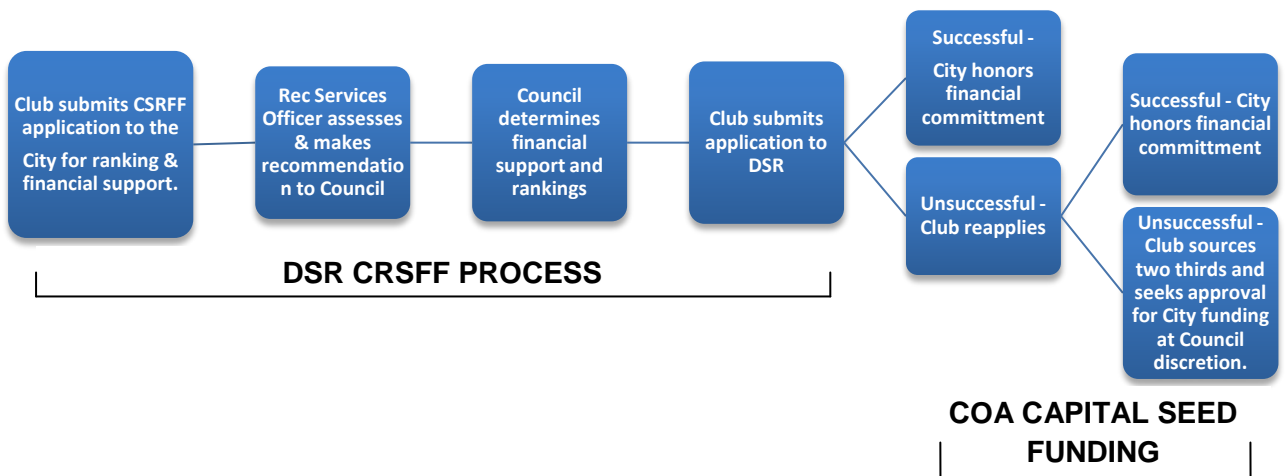 Club submits CSRFF
application to the
City for ranking &
financial support.
Rec Services
Officer assesses
& makes
recommendatio
n to Council
Council
determines
financial
support and
rankings
Club submits
application to
DSR
Successful -
City honors
financial
committment
Unsuccessful -
Club reapplies
Successful - City
honors financial
committment
Unsuccessful -
Club sources
two thirds and
seeks approval
for City funding
at Council
discretion.
DSR CRSFF PROCESS
COA CAPITAL SEED
FUNDING